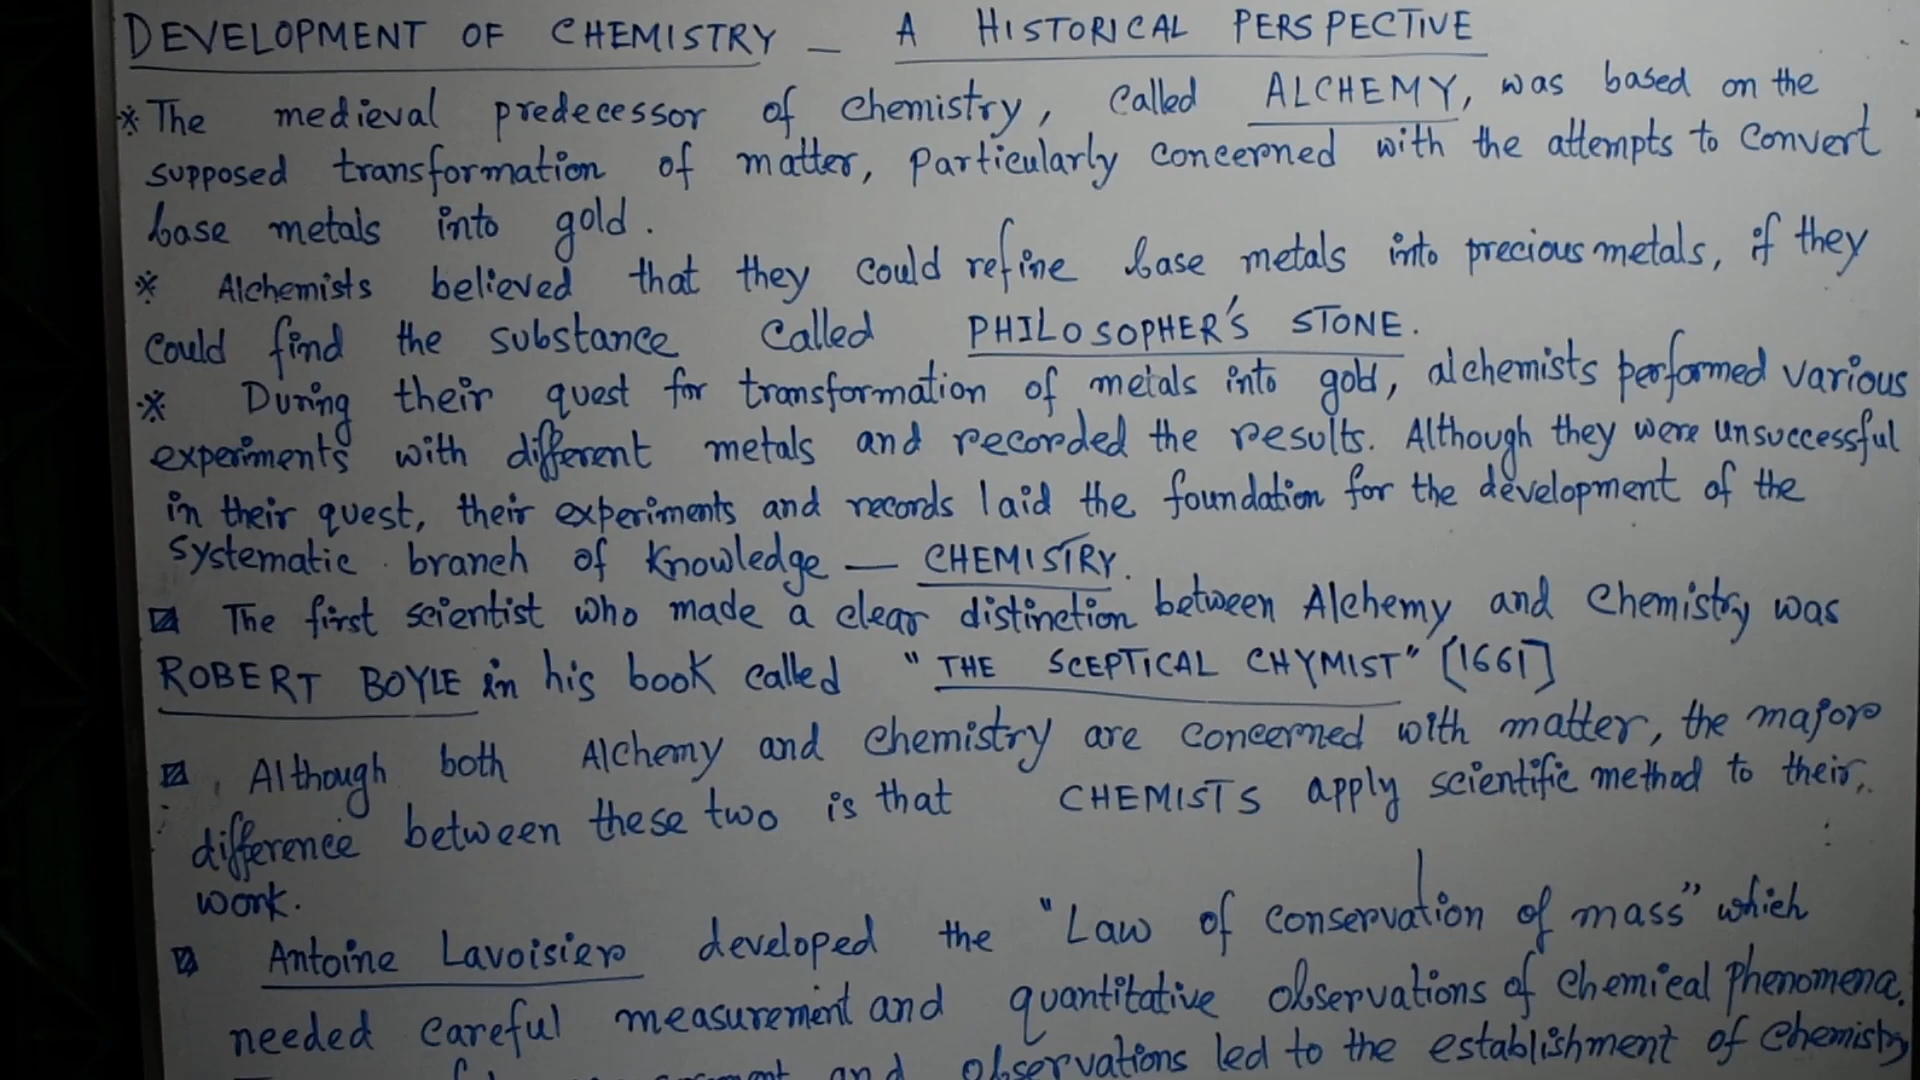 DEVELOPMENT OF CHEMISTRY - A HISTORICAL PERSPECTIVE
* The medieval predecessor of chemistry, called ALCHEMY, was based on the
supposed transformation of matter, particularly concerned with the attempts to convert
base metals into gold.
* Alchemists believed that they could refine base metals into precious metals, if they
could find the substance called PHILOSOPHER'S STONE.
* During their quest for transformation of metals into gold, alchemists performed various
experiments with different metals and recorded the results. Although they were unsuccessful
in their quest, their experiments and records laid the foundation for the development of the
systematic branch of knowledge — CHEMISTRY.
The first scientist who made a clear distinction between Alchemy and Chemistry was
ROBERT BOYLE in his book called "THE SCEPTICAL CHYMIST" [1661]
Although both Alchemy and chemistry are concerned with matter, the major
difference between these two is that CHEMISTS apply scientific method to their
work.
Antoine Lavoisier developed the "Law of conservation of mass" which
needed careful measurement and quantitative observations of chemical phenomena.
and observations led to the establishment of chemistry